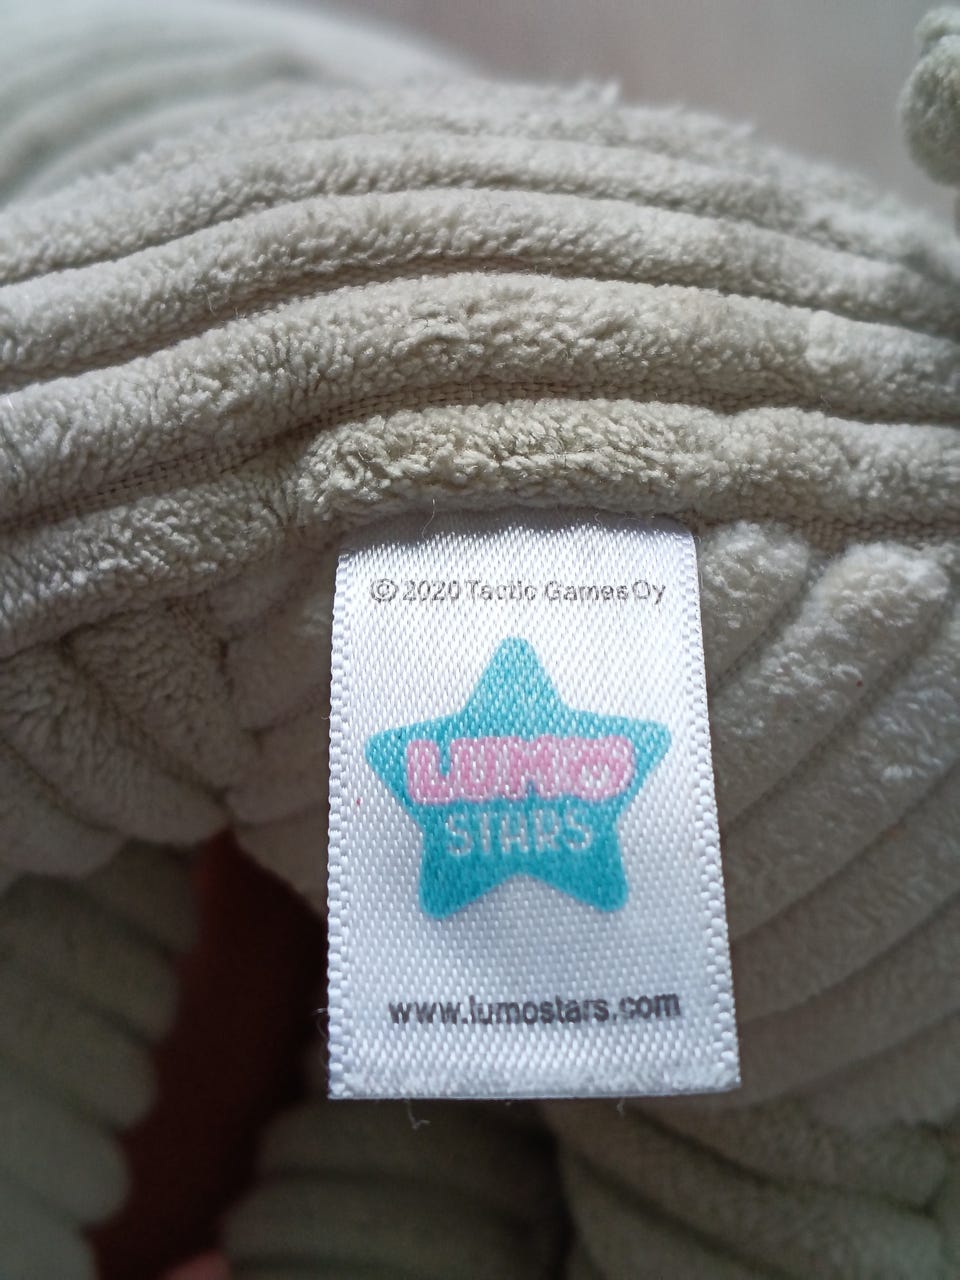 © 2020 Tactic Games Oy
LUMO
STARS
www.lumostars.com